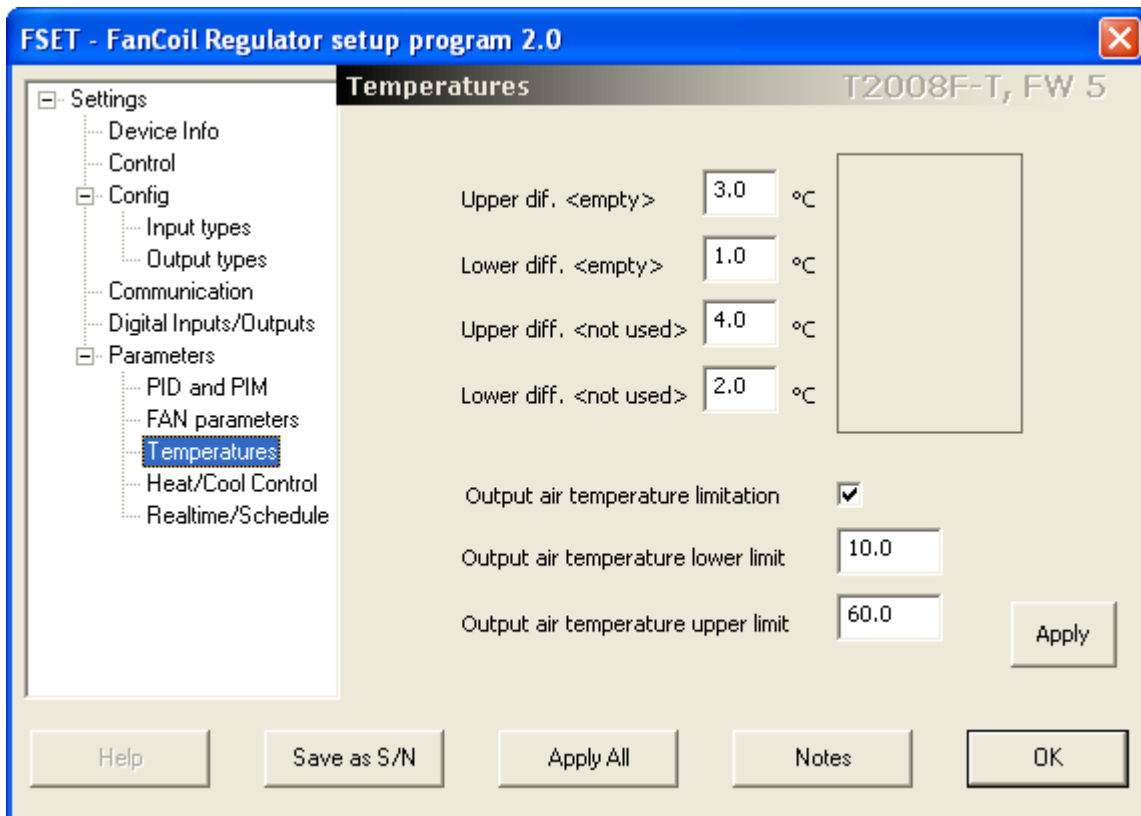 FSET - FanCoil Regulator setup program 2.0
Settings
Device Info
Control
Config
Input types
Output types
Communication
Digital Inputs/Outputs
Parameters
PID and PIM
FAN parameters
Temperatures
Heat/Cool Control
Realtime/Schedule
Temperatures T2008F-T, FW 5
Upper dif. <empty> 3.0 °C
Lower diff. <empty> 1.0 °C
Upper diff. <not used> 4.0 °C
Lower diff. <not used> 2.0 °C
Output air temperature limitation
Output air temperature lower limit 10.0
Output air temperature upper limit 60.0
Apply
Help Save as S/N Apply All Notes OK